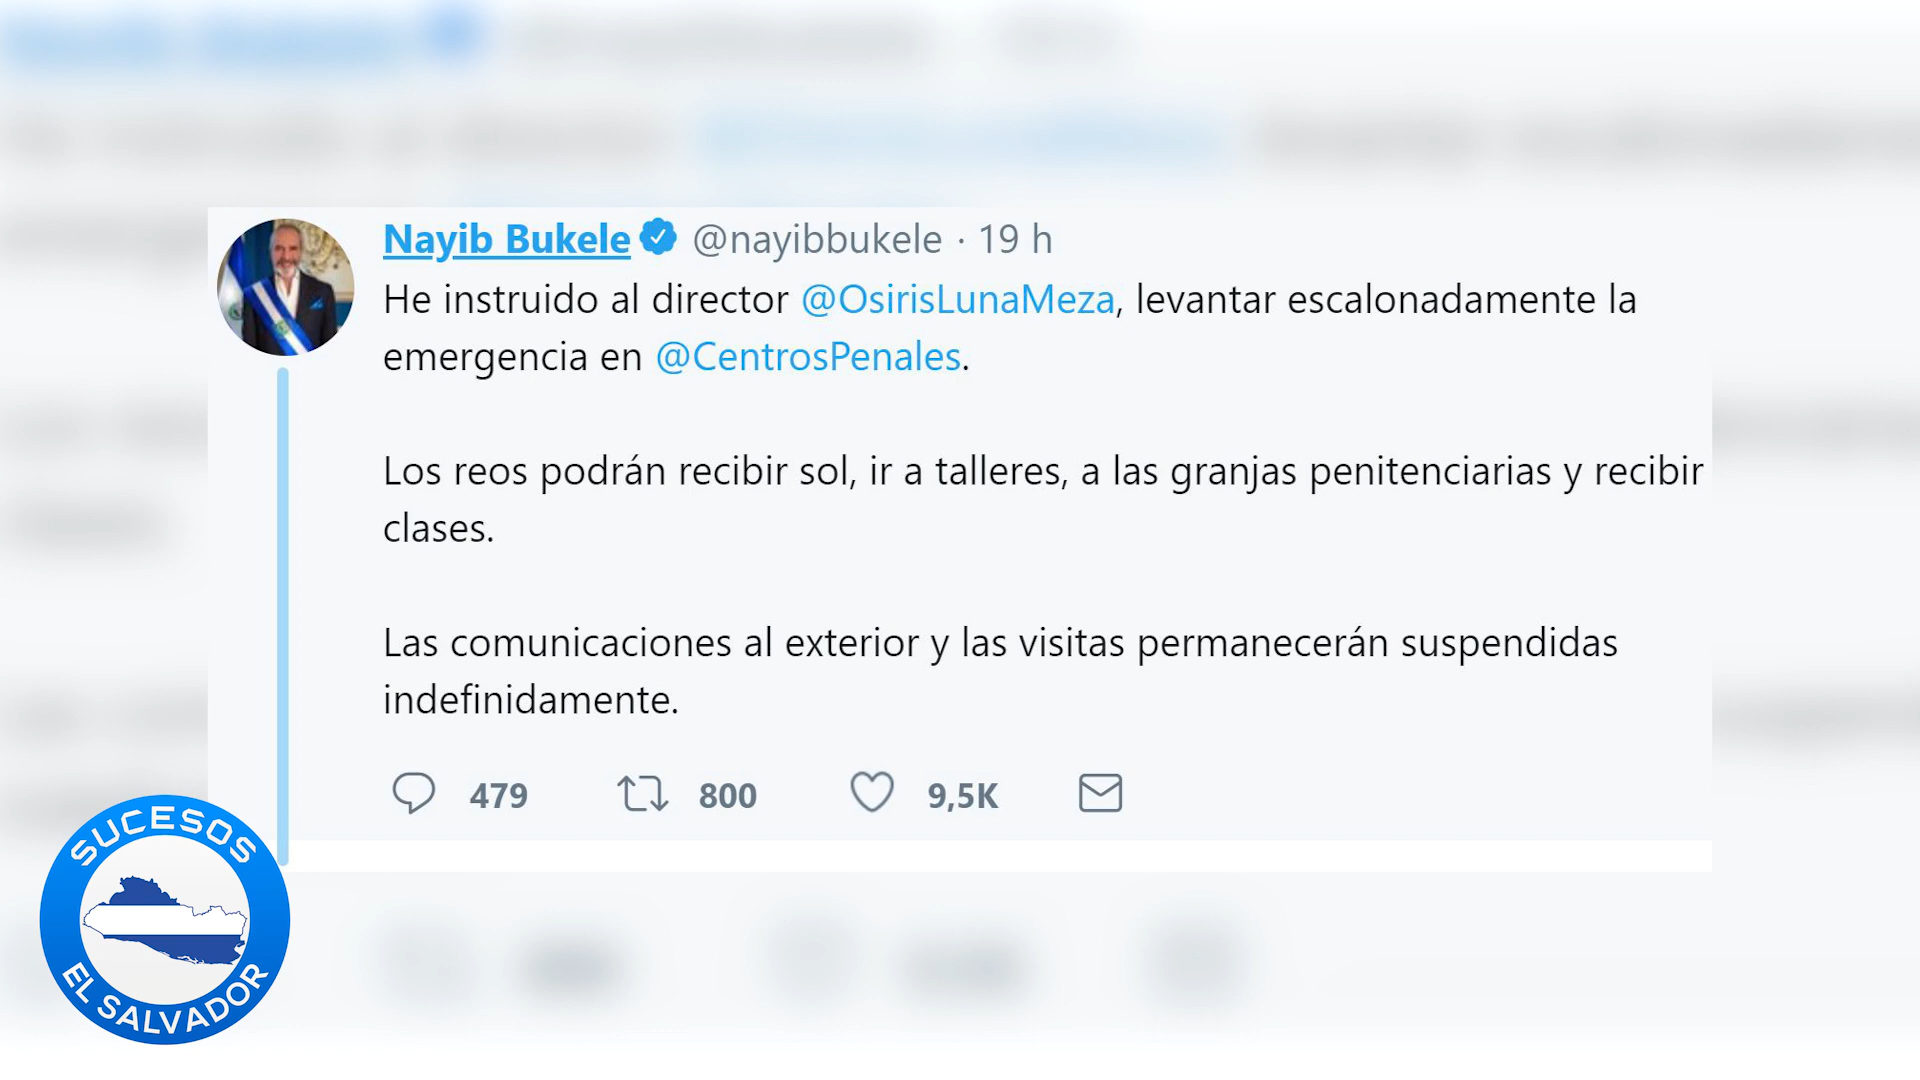 Nayib Bukele @nayibbukele · 19 h
He instruido al director @OsirisLunaMeza, levantar escalonadamente la
emergencia en @CentrosPenales.
Los reos podrán recibir sol, ir a talleres, a las granjas penitenciarias y recibir
clases.
Las comunicaciones al exterior y las visitas permanecerán suspendidas
indefinidamente.
479 800 9,5K
SUCESOS
EL SALVADOR